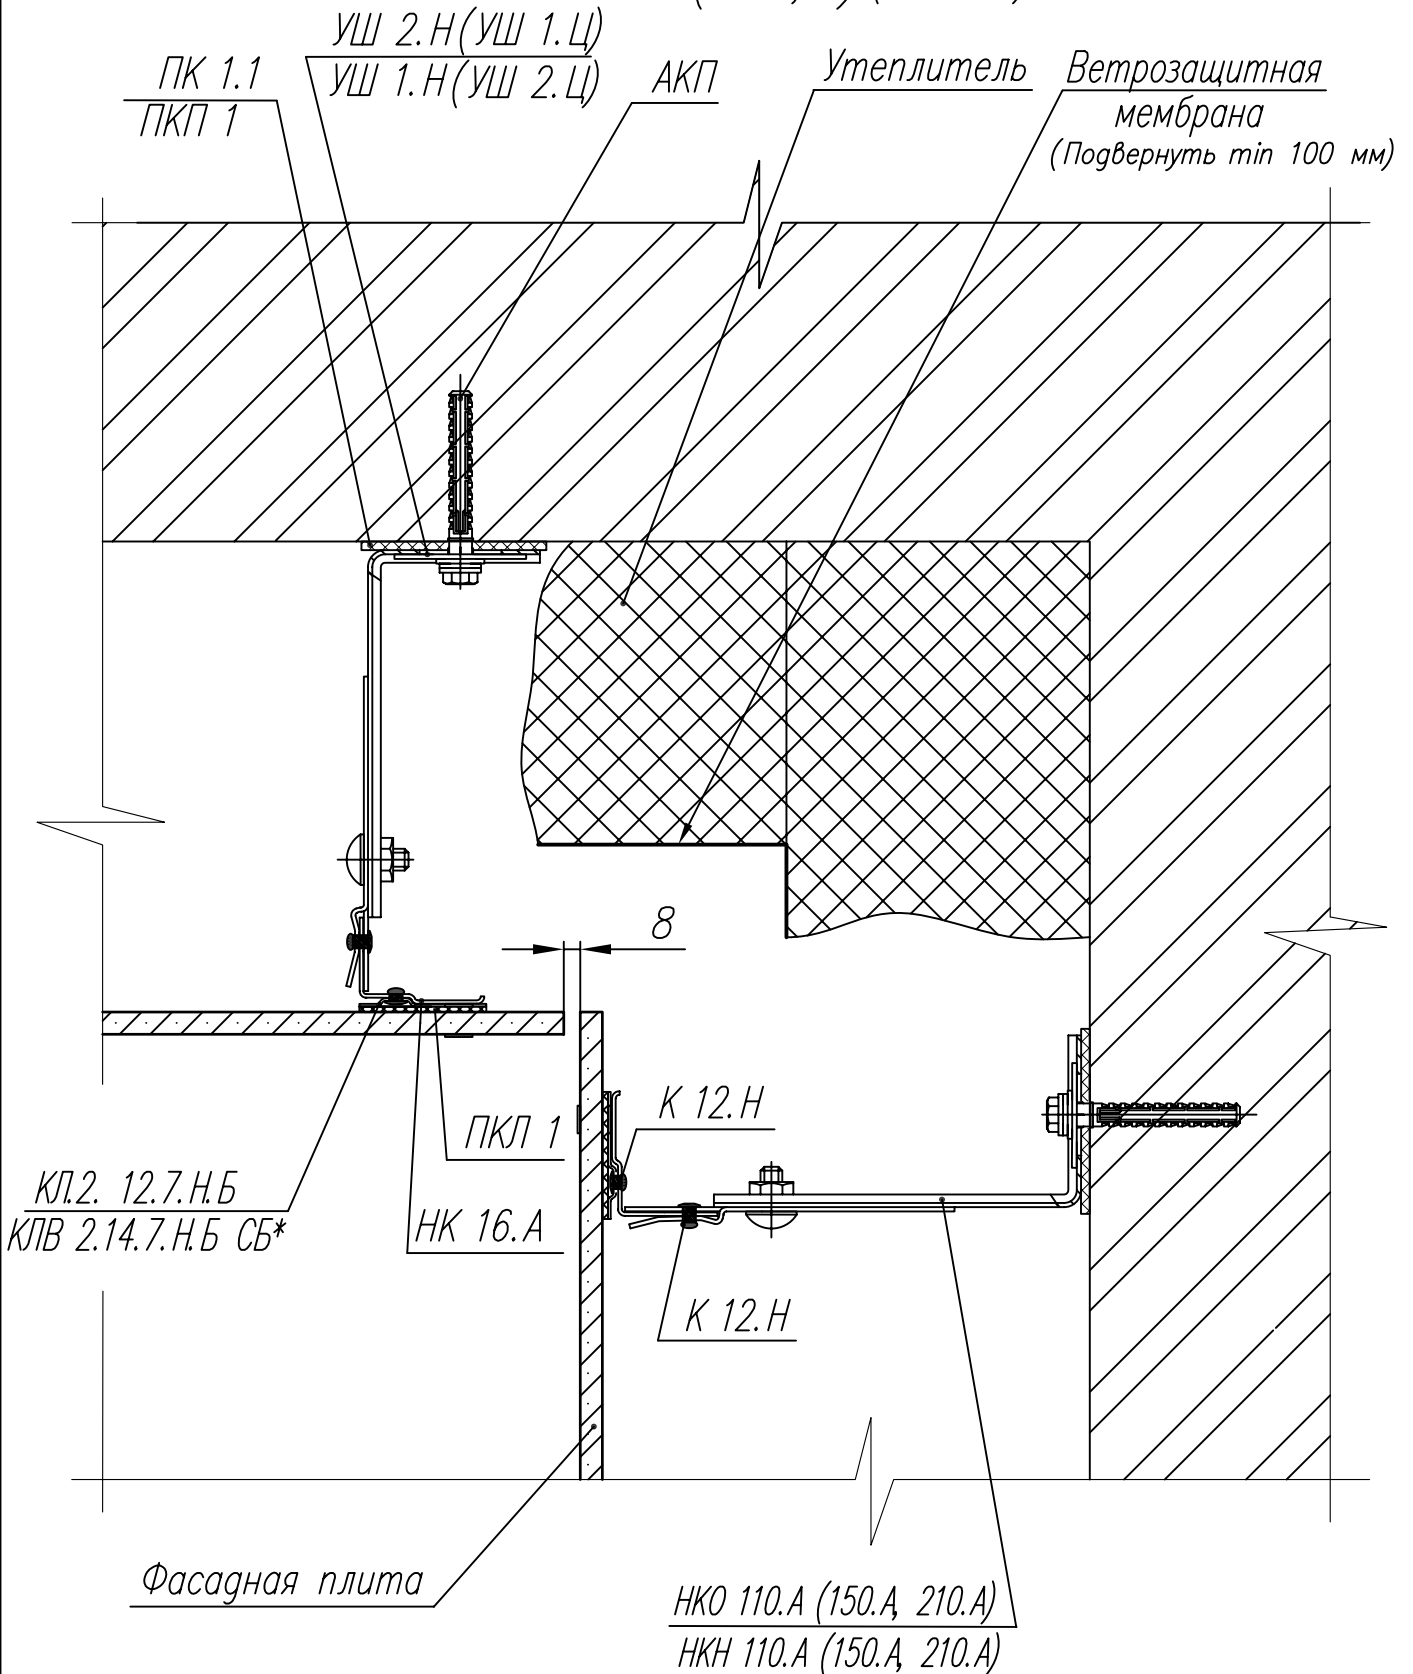 УШ 2.Н(УШ 1.Ц)
УШ 1.Н(УШ 2.Ц)
ПК 1.1
ПКП 1
АКП
Утеплитель
Ветрозащитная
мембрана
(Подвернуть min 100 мм)
8
К 12.Н
ПКЛ 1
КЛ.2. 12.7.Н.Б
КЛВ 2.14.7.Н.Б СБ*
НК 16.А
К 12.Н
Фасадная плита
НКО 110.А (150.А, 210.А)
НКН 110.А (150.А, 210.А)